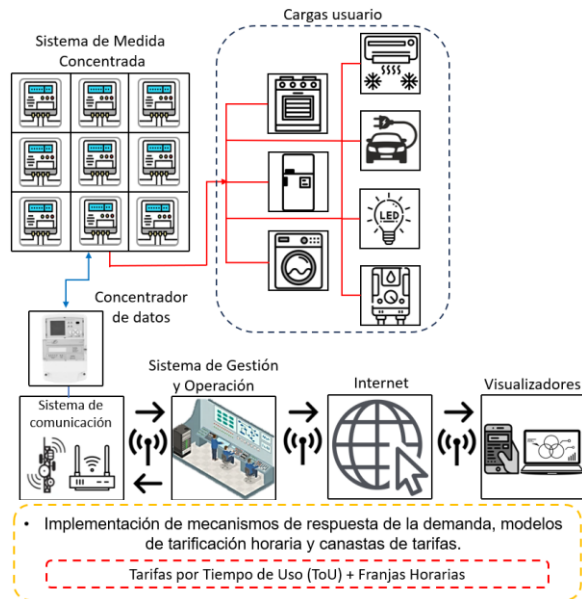 Cargas usuario
Sistema de Medida
Concentrada
LED
Concentrador
de datos
Sistema de
comunicación
Sistema de Gestión
y Operación
Internet
Visualizadores
• Implementación de mecanismos de respuesta de la demanda, modelos
de tarificación horaria y canastas de tarifas.
Tarifas por Tiempo de Uso (ToU) + Franjas Horarias